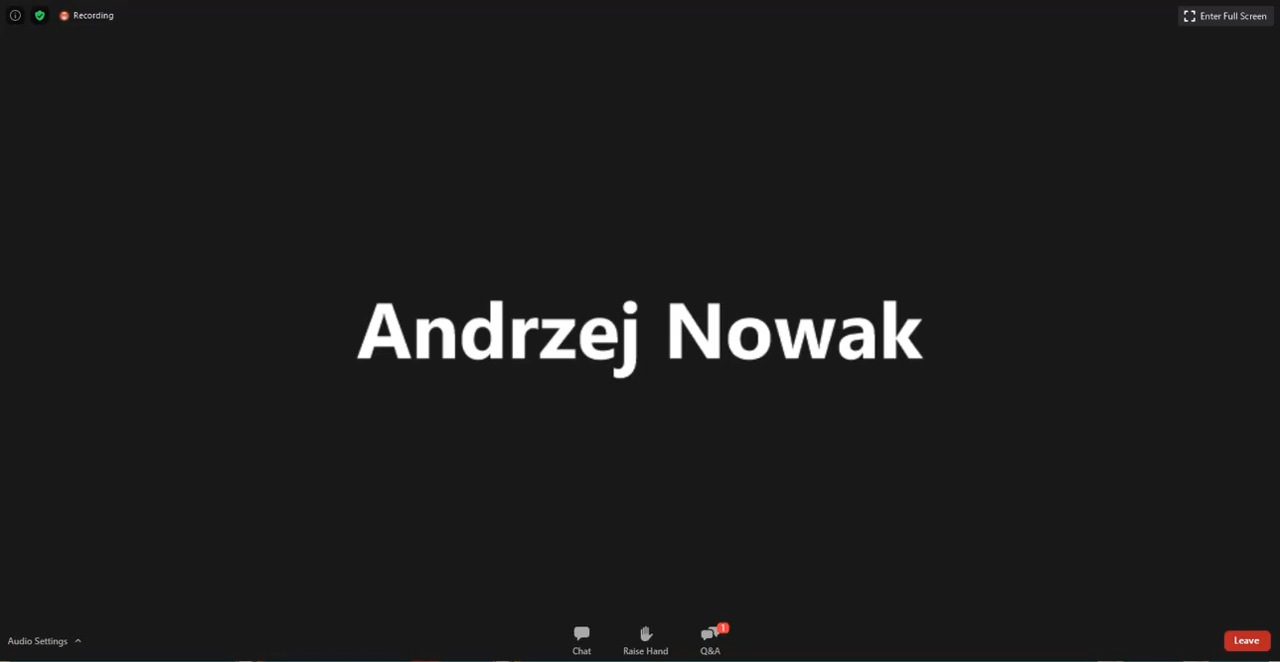 Recording
Enter Full Screen
Andrzej Nowak
Audio Settings
1
Chat
Raise Hand
Q&A
Leave